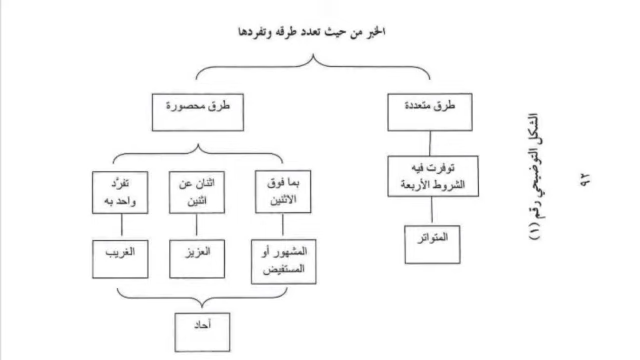 الخبر من حيث تعدد طرقه وتفردها
طرق متعددة
طرق محصورة
توفرت فيه
الشروط الأربعة
المتواتر
بما فوق
الاثنين
اثنان عن
اثنين
تفرَّد
واحد به
المشهور أو
المستفيض
العزيز
الغريب
آحاد
الشكل التوضيحي رقم (١)
٩٢